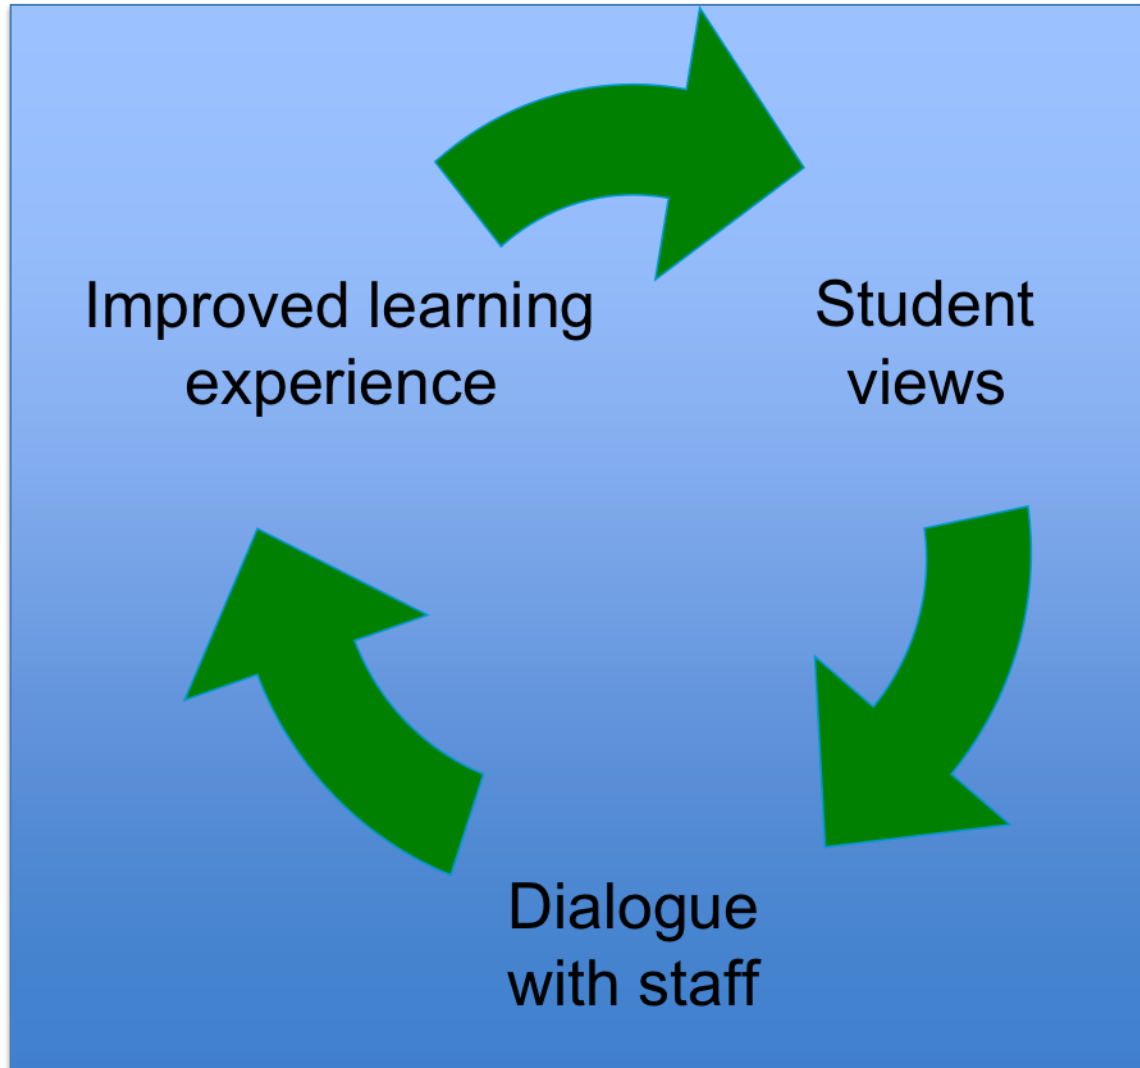 Improved learning
experience
Student
views
Dialogue
with staff